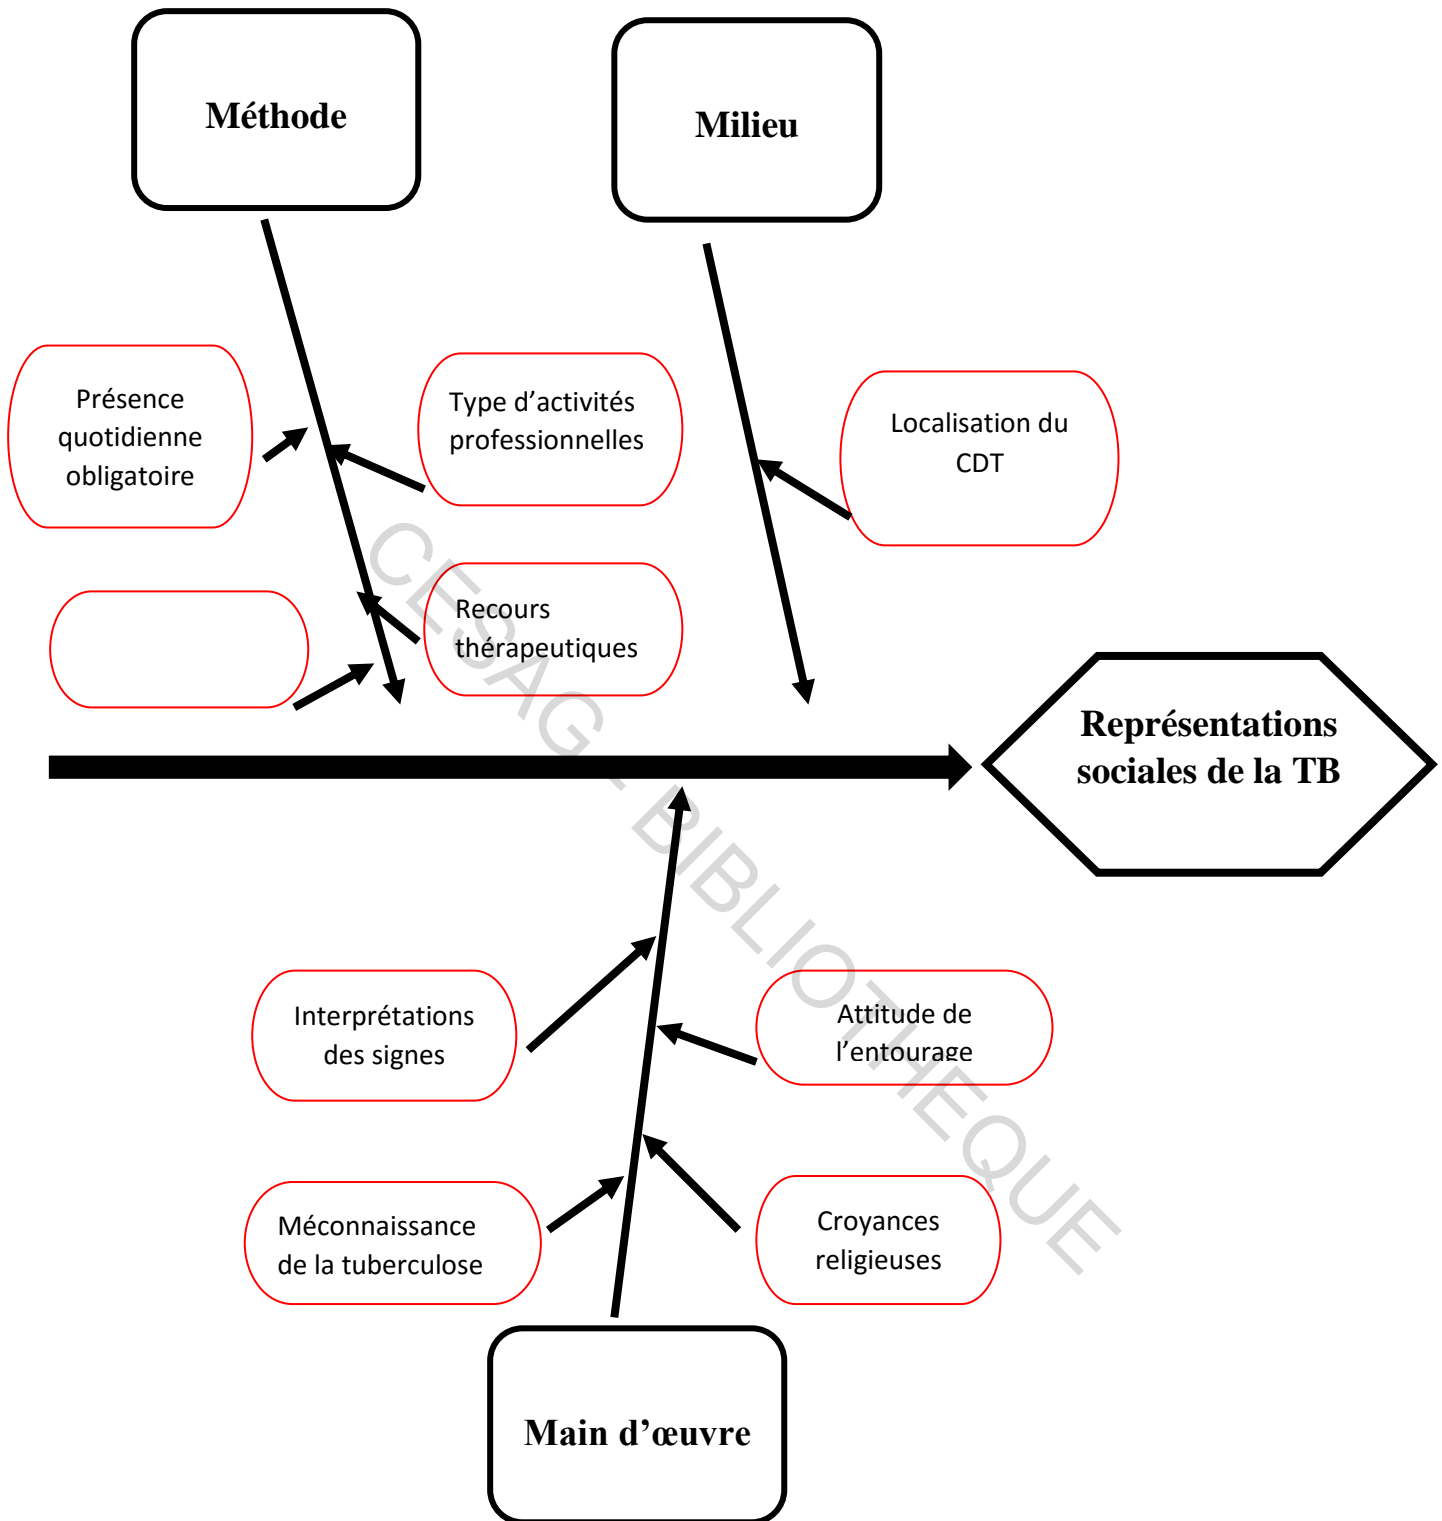 Méthode
Milieu
Présence
quotidienne
obligatoire
Type d’activités
professionnelles
Localisation du
CDT
Recours
thérapeutiques
Représentations
sociales de la TB
CESAG - BIBLIOTHEQUE
Interprétations
des signes
Attitude de
l’entourage
Méconnaissance
de la tuberculose
Croyances
religieuses
Main d’œuvre